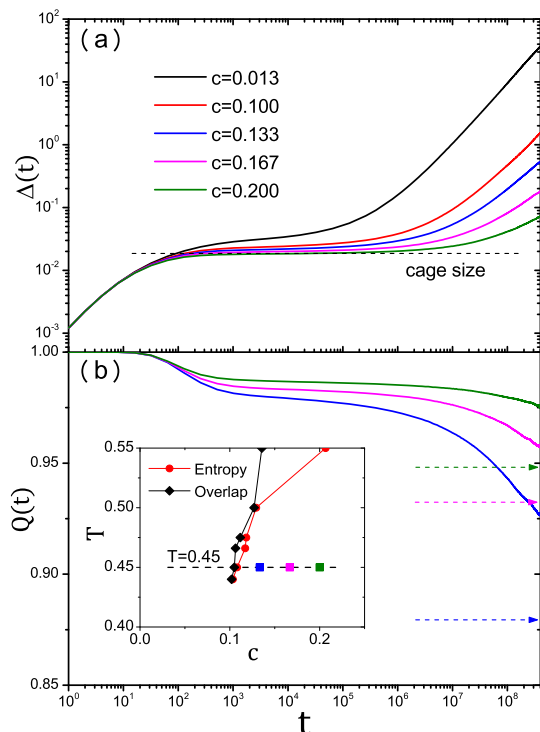 (a)
10²
10¹
10⁰
10⁻¹
10⁻²
10⁻³
Δ(t)
c=0.013
c=0.100
c=0.133
c=0.167
c=0.200
cage size
(b)
1.00
0.95
0.90
0.85
Q(t)
0.55
0.50
0.45
0.40
T
Entropy
Overlap
T=0.45
0.0 0.1 0.2
c
10⁰ 10¹ 10² 10³ 10⁴ 10⁵ 10⁶ 10⁷ 10⁸
t